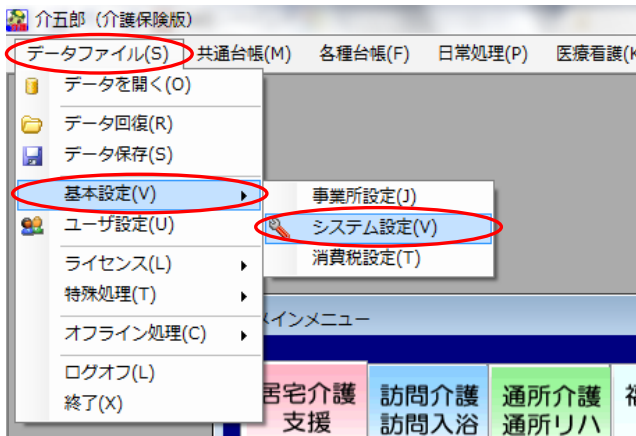 介五郎（介護保険版）
データファイル(S) 共通台帳(M) 各種台帳(F) 日常処理(P) 医療看護(K
データを開く(O)
データ回復(R)
データ保存(S)
基本設定(V)
事業所設定(J)
ユーザ設定(U)
システム設定(V)
消費税設定(T)
ライセンス(L)
特殊処理(T)
オフライン処理(C)
メインメニュー
ログオフ(L)
終了(X)
居宅介護
支援
訪問介護
訪問入浴
通所介護
通所リハ